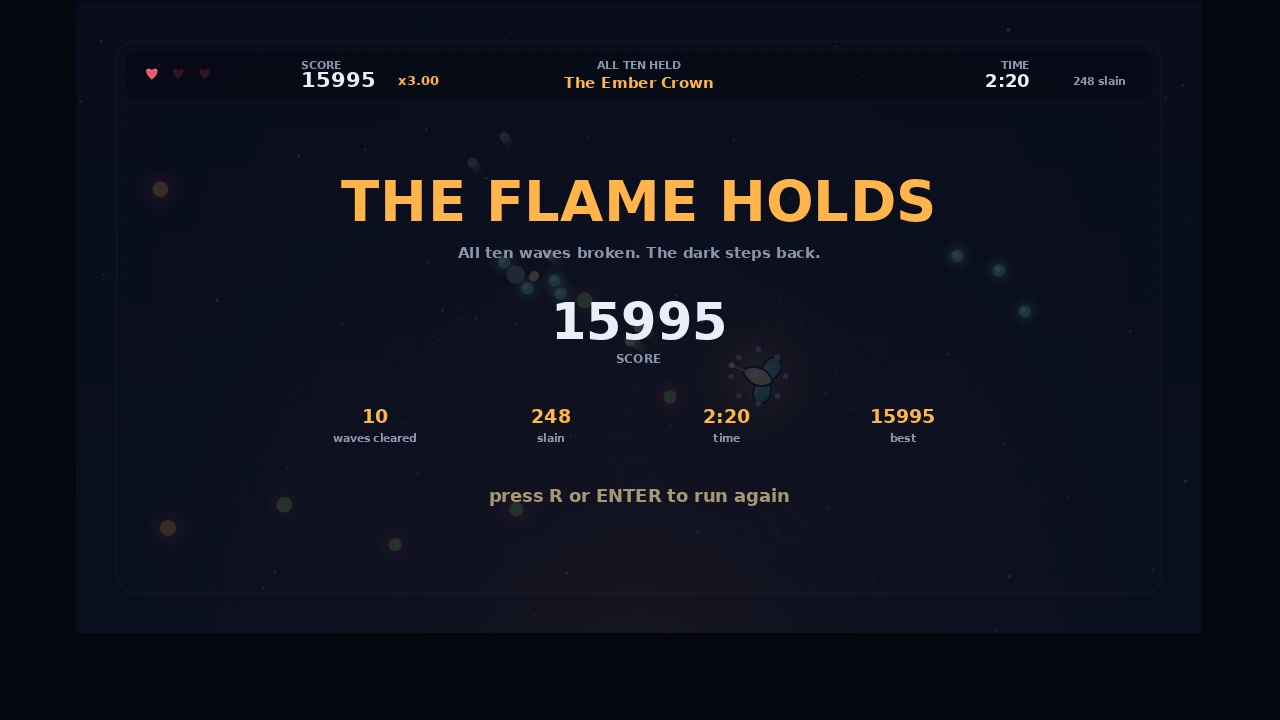 SCORE
15995 x3.00
ALL TEN HELD
The Ember Crown
TIME
2:20
248 slain
THE FLAME HOLDS
All ten waves broken. The dark steps back.
15995
SCORE
10 248 2:20 15995
waves cleared slain time best
press R or ENTER to run again